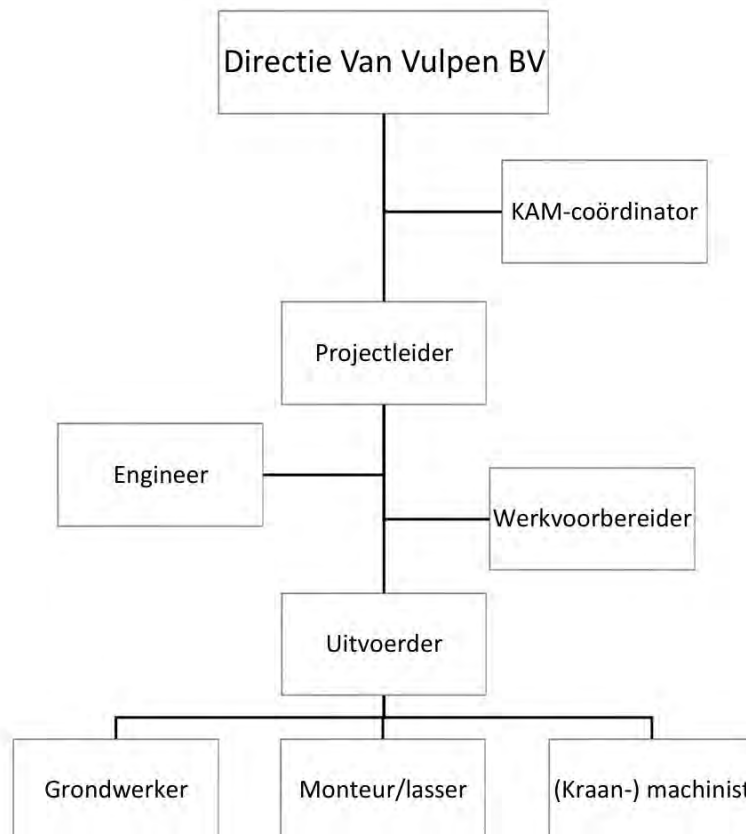 Directie Van Vulpen BV
KAM-coördinator
Projectleider
Engineer
Werkvoorbereider
Uitvoerder
Grondwerker
Monteur/lasser
(Kraan-) machinist